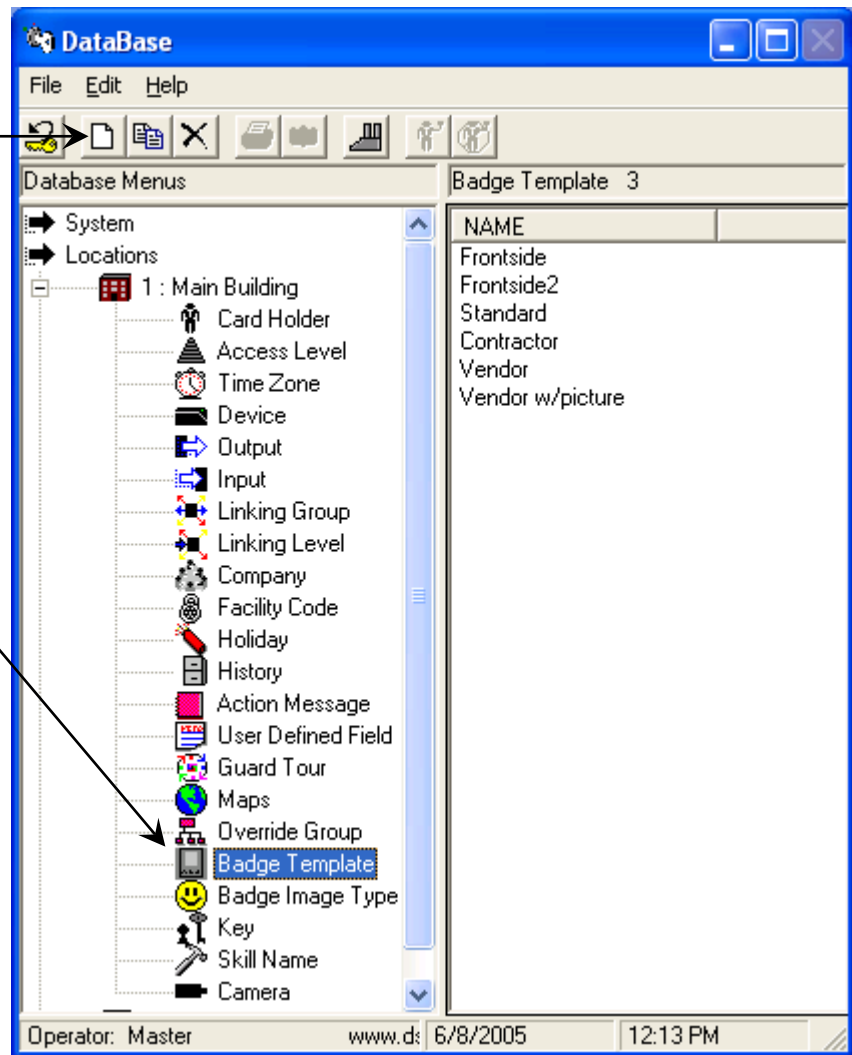 DataBase
File Edit Help
Database Menus
Badge Template 3
System
Locations
1 : Main Building
Card Holder
Access Level
Time Zone
Device
Output
Input
Linking Group
Linking Level
Company
Facility Code
Holiday
History
Action Message
User Defined Field
Guard Tour
Maps
Override Group
Badge Template
Badge Image Type
Key
Skill Name
Camera
NAME
Frontside
Frontside2
Standard
Contractor
Vendor
Vendor w/picture
Operator: Master www.ds 6/8/2005 12:13 PM